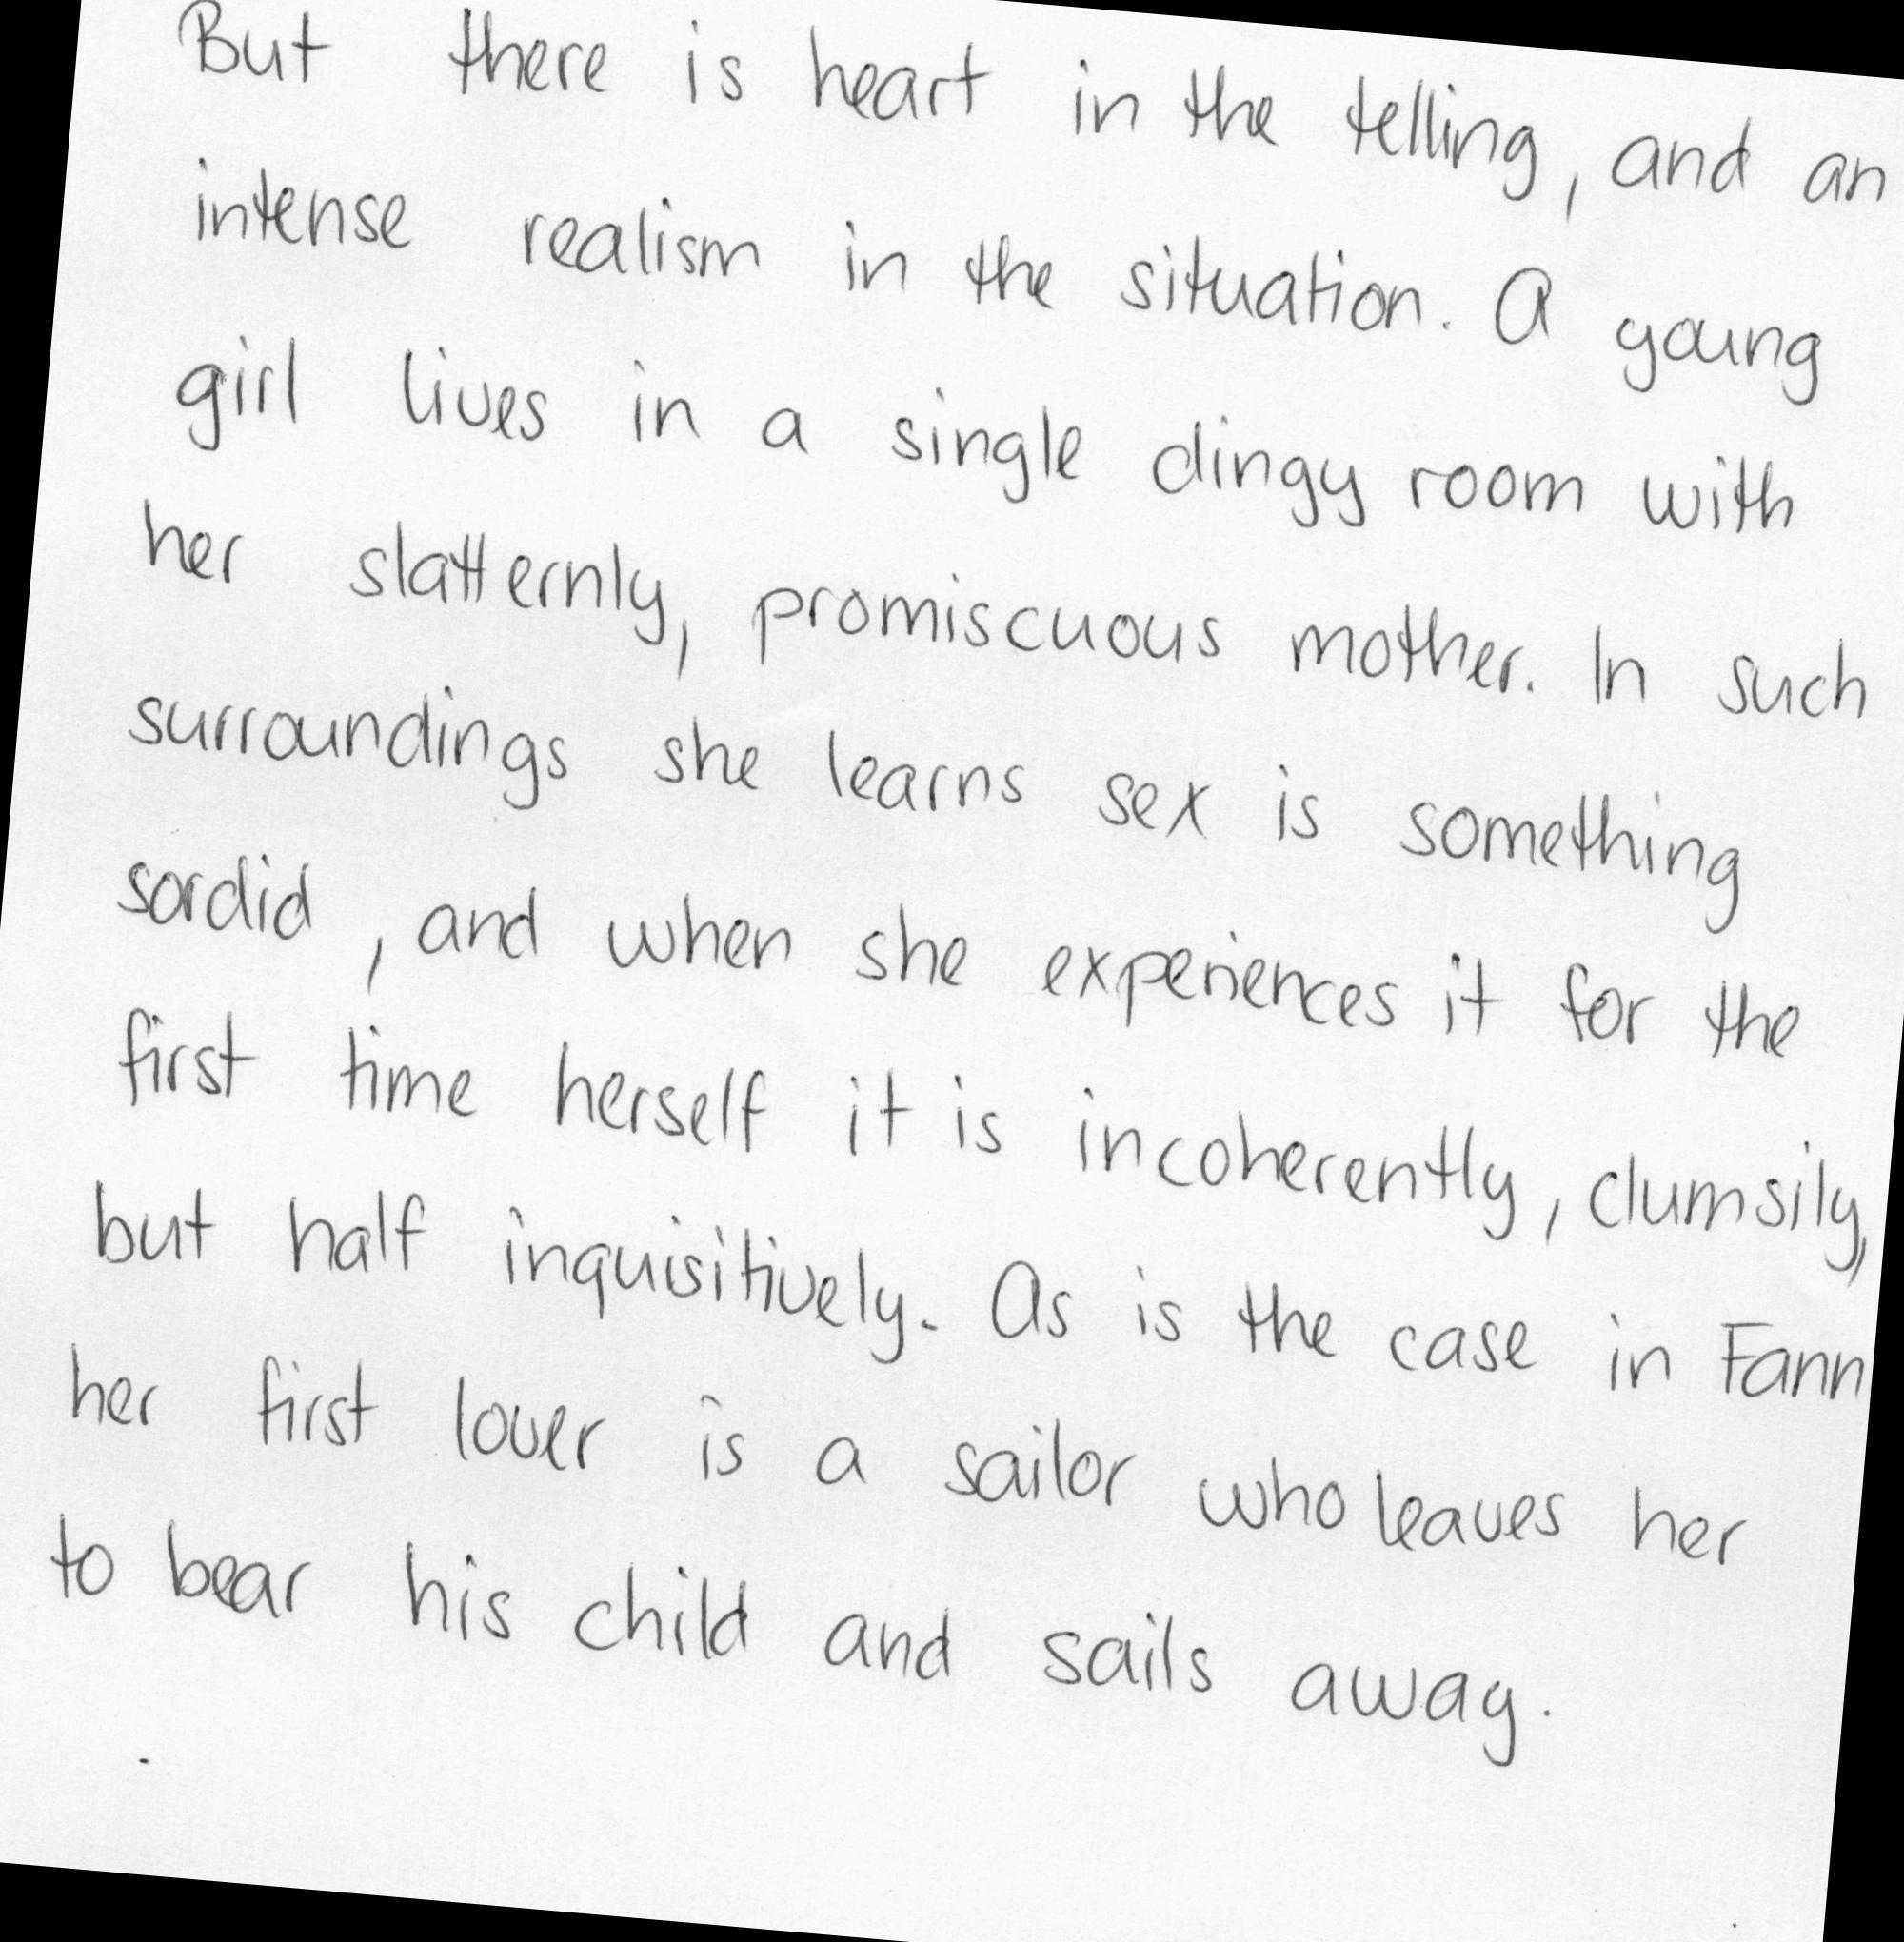 But there is heart in the telling, and an
intense realism in the situation. A young
girl lives in a single dingy room with
her slatternly, promiscuous mother. In such
surroundings she learns sex is something
sordid, and when she experiences it for the
first time herself it is incoherently, clumsily,
but half inquisitively. As is the case in Fann
her first lover is a sailor who leaves her
to bear his child and sails away.